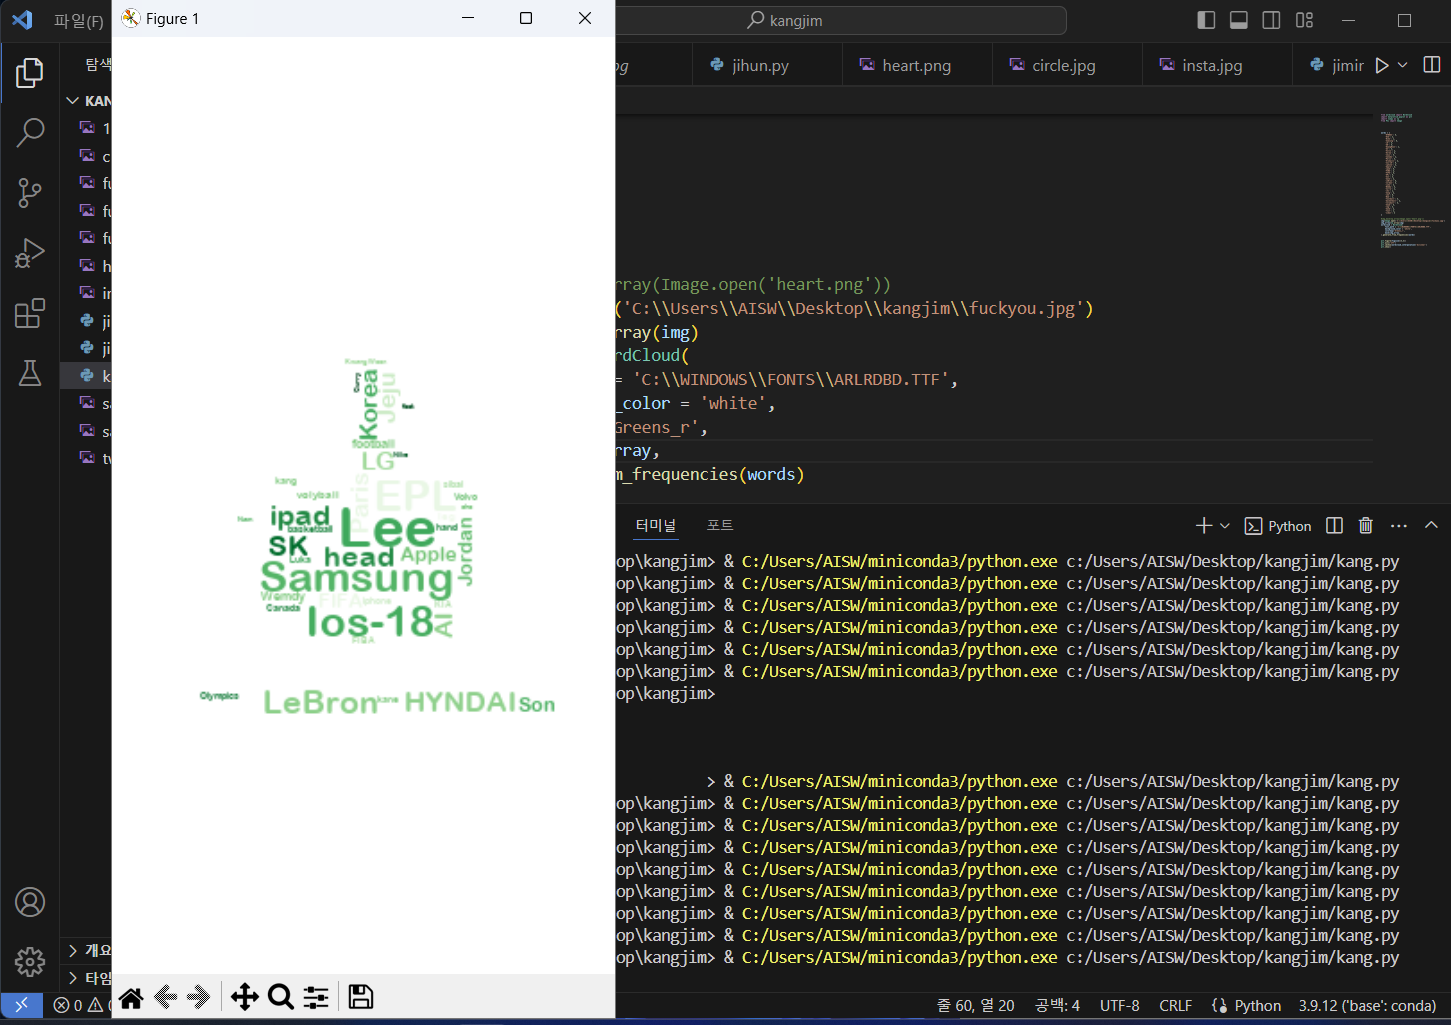 파일(F)
Figure 1
kangjim
탐색
jihun.py
heart.png
circle.jpg
insta.jpg
jimir
KAN
1
c
fu
fu
fu
h
in
ji
ji
k
sa
sa
tv
rray(Image.open('heart.png'))
('C:\\Users\\AISW\\Desktop\\kangjim\\fuckyou.jpg')
rray(img)
rdCloud(
= 'C:\\WINDOWS\\FONTS\\ARLRDBD.TTF',
_color = 'white',
Greens_r',
rray,
m_frequencies(words)
Curry
Korea
Jeju
football
LG
Nike
kang
volyball
Paris
EPL
sibal
Volvo
Nam
ipad
basketball
Lee
hand
Jordan
SK
Luka
head
Apple
Samsung
Wemdy
Canada
FIFA
iphone
KIA
Ios-18
AI
NBA
Olympics
LeBron
kane
HYNDAI
Son
터미널
포트
Python
op\kangjim> & C:/Users/AISW/miniconda3/python.exe c:/Users/AISW/Desktop/kangjim/kang.py
op\kangjim> & C:/Users/AISW/miniconda3/python.exe c:/Users/AISW/Desktop/kangjim/kang.py
op\kangjim> & C:/Users/AISW/miniconda3/python.exe c:/Users/AISW/Desktop/kangjim/kang.py
op\kangjim> & C:/Users/AISW/miniconda3/python.exe c:/Users/AISW/Desktop/kangjim/kang.py
op\kangjim> & C:/Users/AISW/miniconda3/python.exe c:/Users/AISW/Desktop/kangjim/kang.py
op\kangjim> & C:/Users/AISW/miniconda3/python.exe c:/Users/AISW/Desktop/kangjim/kang.py
op\kangjim>
> & C:/Users/AISW/miniconda3/python.exe c:/Users/AISW/Desktop/kangjim/kang.py
op\kangjim> & C:/Users/AISW/miniconda3/python.exe c:/Users/AISW/Desktop/kangjim/kang.py
op\kangjim> & C:/Users/AISW/miniconda3/python.exe c:/Users/AISW/Desktop/kangjim/kang.py
op\kangjim> & C:/Users/AISW/miniconda3/python.exe c:/Users/AISW/Desktop/kangjim/kang.py
op\kangjim> & C:/Users/AISW/miniconda3/python.exe c:/Users/AISW/Desktop/kangjim/kang.py
op\kangjim> & C:/Users/AISW/miniconda3/python.exe c:/Users/AISW/Desktop/kangjim/kang.py
op\kangjim> & C:/Users/AISW/miniconda3/python.exe c:/Users/AISW/Desktop/kangjim/kang.py
op\kangjim> & C:/Users/AISW/miniconda3/python.exe c:/Users/AISW/Desktop/kangjim/kang.py
op\kangjim> & C:/Users/AISW/miniconda3/python.exe c:/Users/AISW/Desktop/kangjim/kang.py
개요
타임
0
줄 60, 열 20
공백: 4
UTF-8
CRLF
Python
3.9.12 ('base': conda)